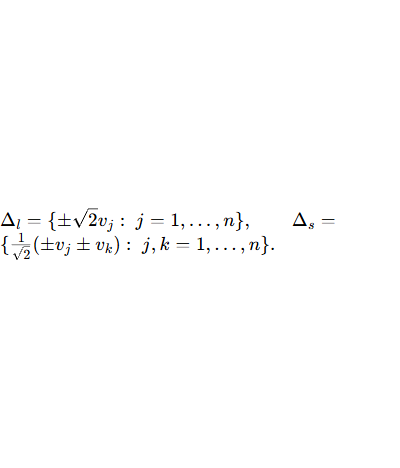 Δ_l = {±√2v_j : j = 1, …, n}, Δ_s =
{1/√2(±v_j ± v_k) : j, k = 1, …, n}.